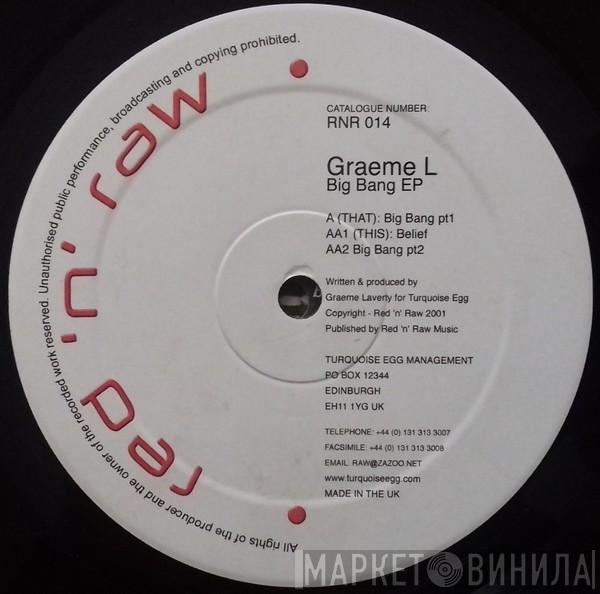 red 'n' raw
All rights of the producer and the owner of the recorded work reserved. Unauthorised public performance, broadcasting and copying prohibited.
CATALOGUE NUMBER:
RNR 014
Graeme L
Big Bang EP
A (THAT): Big Bang pt1
AA1 (THIS): Belief
AA2 Big Bang pt2
Written & produced by
Graeme Laverty for Turquoise Egg
Copyright - Red 'n' Raw 2001
Published by Red 'n' Raw Music
TURQUOISE EGG MANAGEMENT
PO BOX 12344
EDINBURGH
EH11 1YG UK
TELEPHONE: +44 (0) 131 313 3007
FACSIMILE: +44 (0) 131 313 3008
EMAIL: RAW@ZAZOO.NET
www.turquoiseegg.com
MADE IN THE UK
МАРКЕТ ВИНИЛА